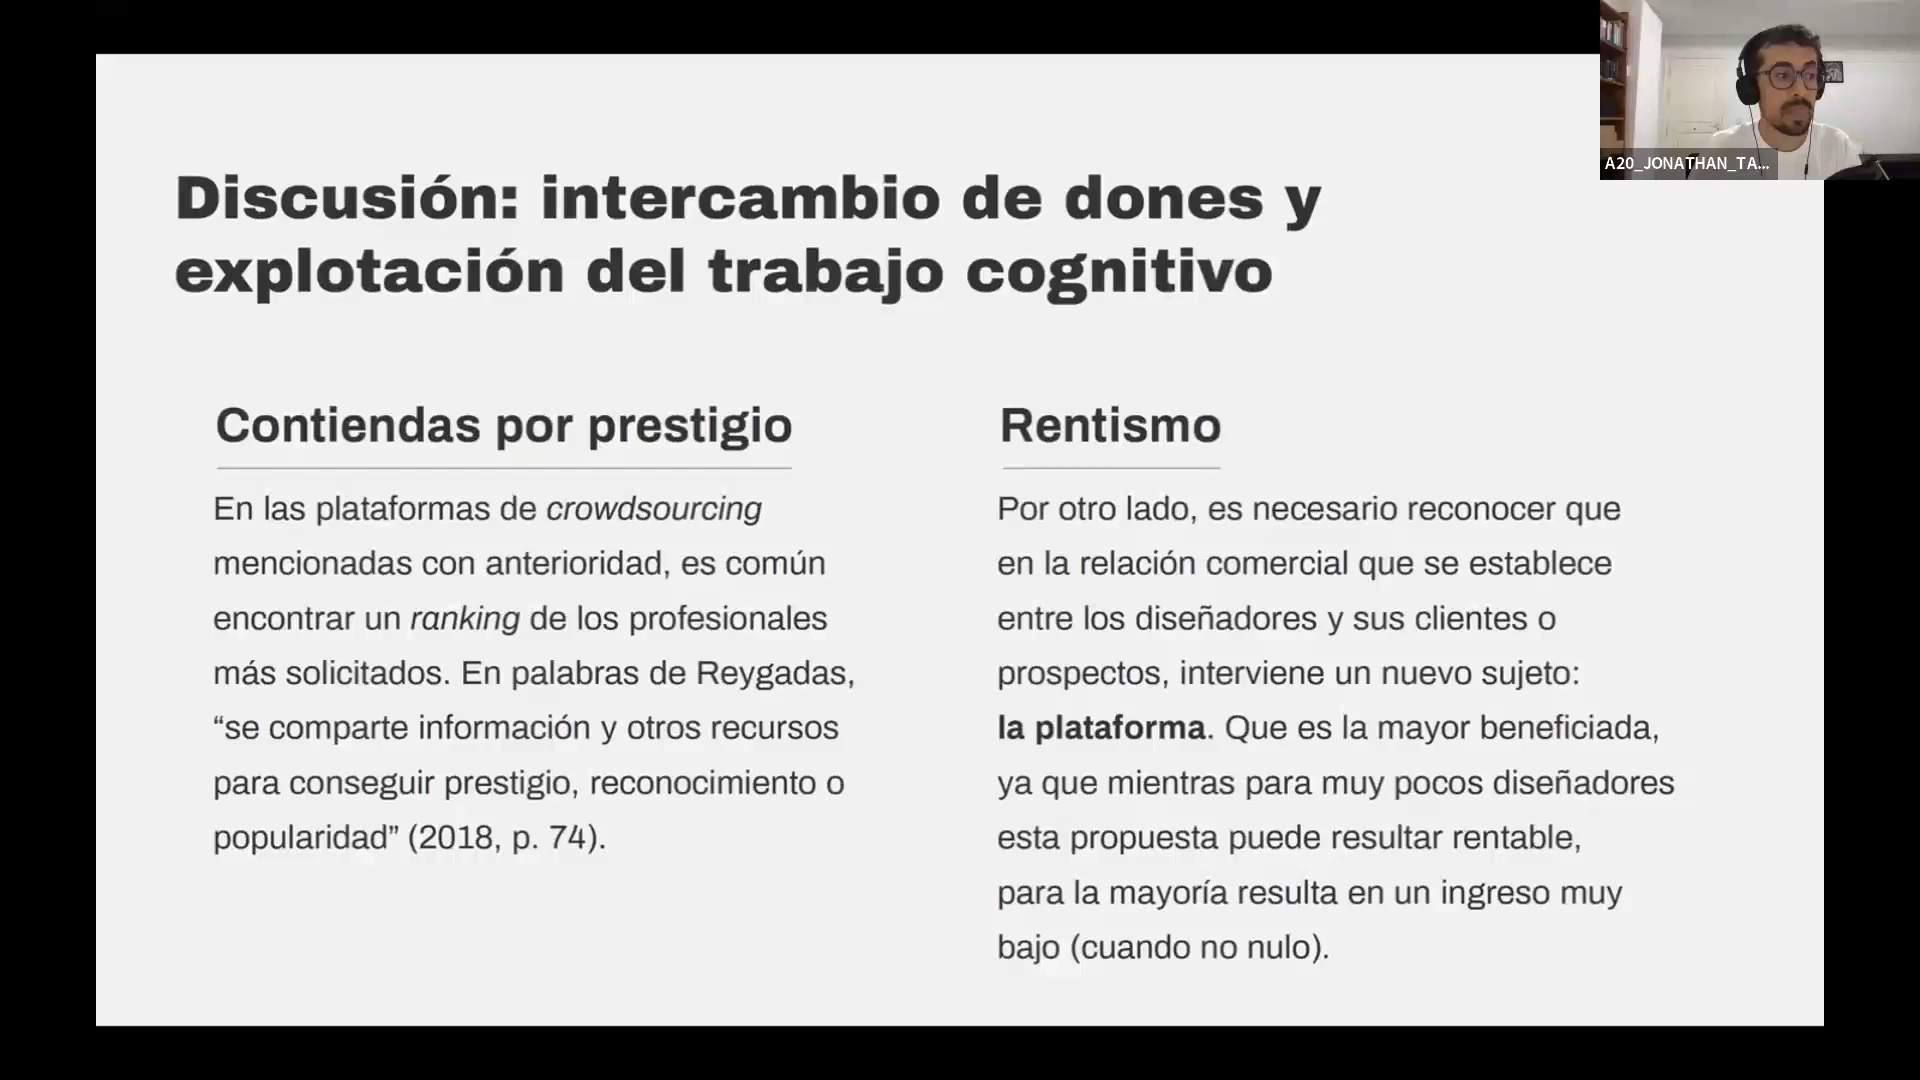 A20_JONATHAN_TA...
Discusión: intercambio de dones y
explotación del trabajo cognitivo
Contiendas por prestigio
En las plataformas de crowdsourcing
mencionadas con anterioridad, es común
encontrar un ranking de los profesionales
más solicitados. En palabras de Reygadas,
“se comparte información y otros recursos
para conseguir prestigio, reconocimiento o
popularidad” (2018, p. 74).
Rentismo
Por otro lado, es necesario reconocer que
en la relación comercial que se establece
entre los diseñadores y sus clientes o
prospectos, interviene un nuevo sujeto:
la plataforma. Que es la mayor beneficiada,
ya que mientras para muy pocos diseñadores
esta propuesta puede resultar rentable,
para la mayoría resulta en un ingreso muy
bajo (cuando no nulo).